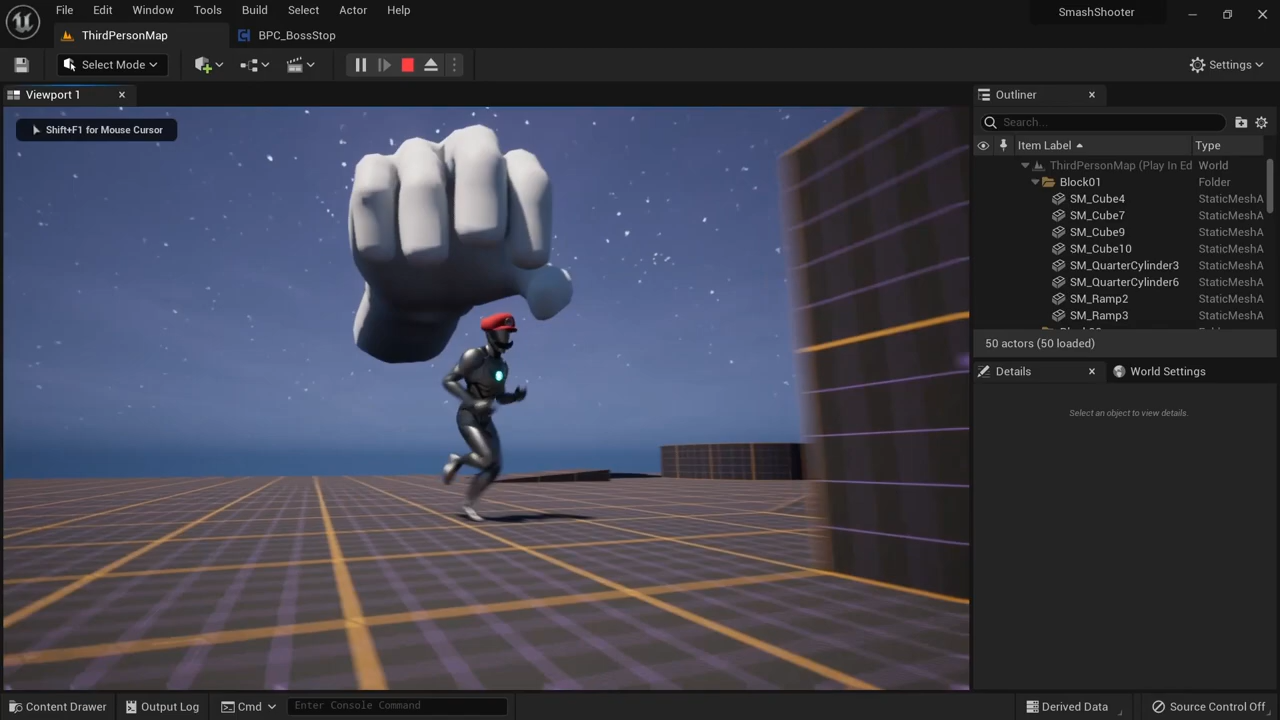 File Edit Window Tools Build Select Actor Help
SmashShooter
ThirdPersonMap
BPC_BossStop
Select Mode
Settings
Viewport 1
Shift+F1 for Mouse Cursor
Outliner
Search...
Item Label Type
ThirdPersonMap (Play In Ed World
Block01 Folder
SM_Cube4 StaticMeshA
SM_Cube7 StaticMeshA
SM_Cube9 StaticMeshA
SM_Cube10 StaticMeshA
SM_QuarterCylinder3 StaticMeshA
SM_QuarterCylinder6 StaticMeshA
SM_Ramp2 StaticMeshA
SM_Ramp3 StaticMeshA
50 actors (50 loaded)
Details
World Settings
Select an object to view details.
Content Drawer
Output Log
Cmd
Enter Console Command
Derived Data
Source Control Off